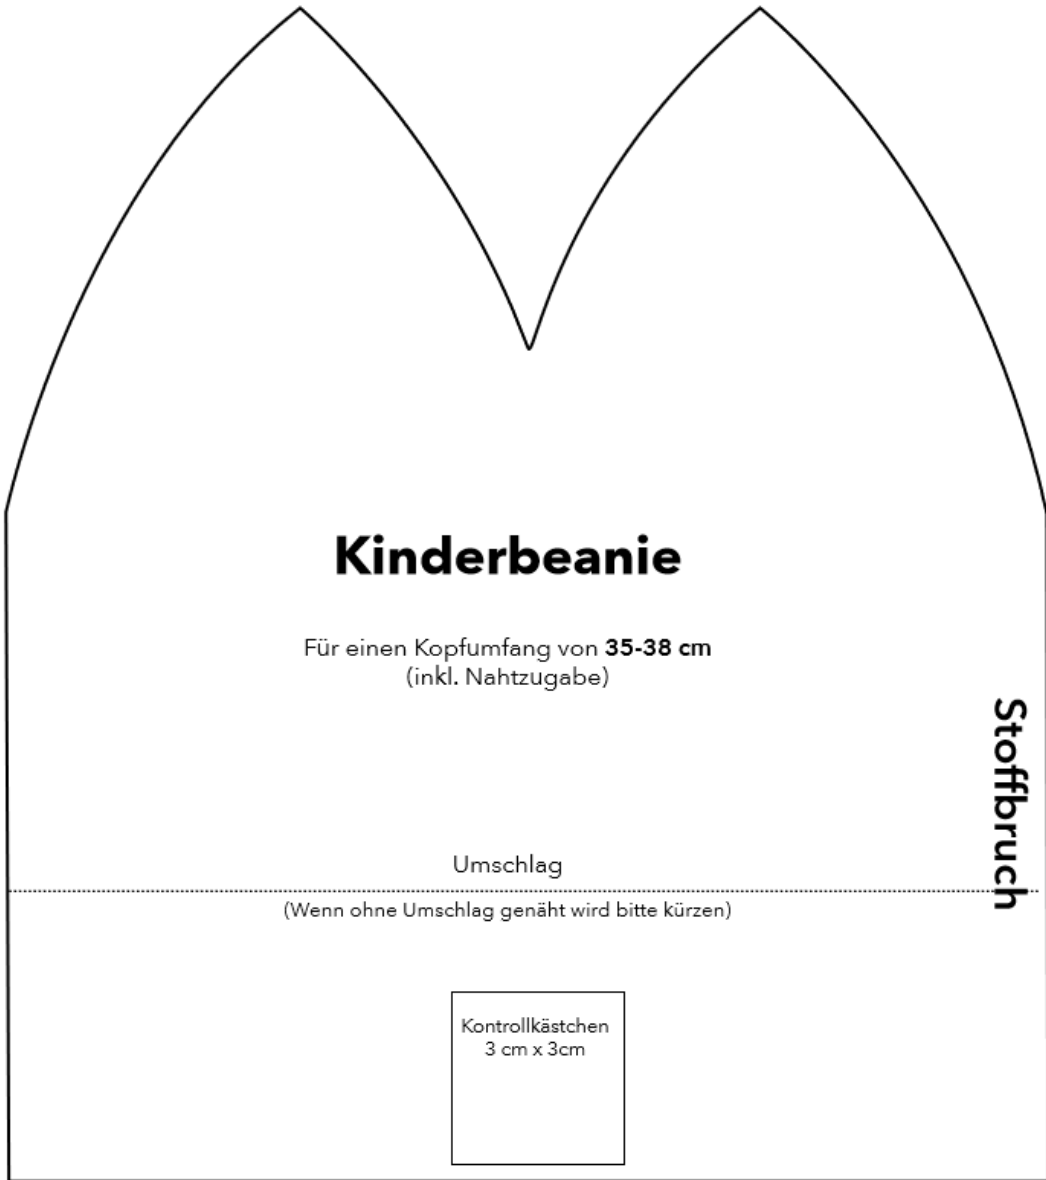 Kinderbeanie
Für einen Kopfumfang von 35-38 cm
(inkl. Nahtzugabe)
Stoffbruch
Umschlag
(Wenn ohne Umschlag genäht wird bitte kürzen)
Kontrollkästchen
3 cm x 3cm